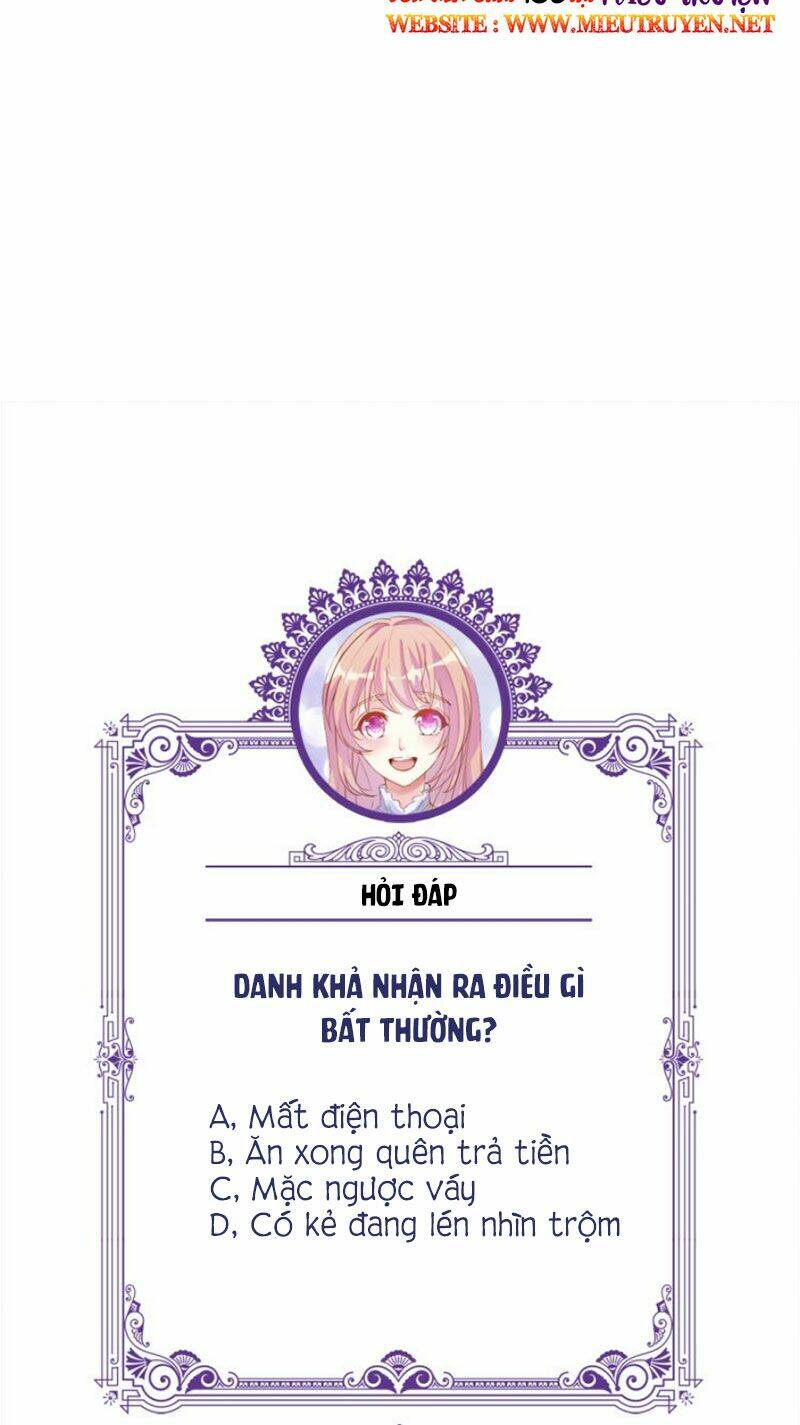 WEBSITE : WWW.MIEUTRUYEN.NET
HỎI ĐÁP
DANH KHẢ NHẬN RA ĐIỀU GÌ
BẤT THƯỜNG?
A, Mất điện thoại
B, Ăn xong quên trả tiền
C, Mặc ngược váy
D, Có kẻ đang lén nhìn trộm